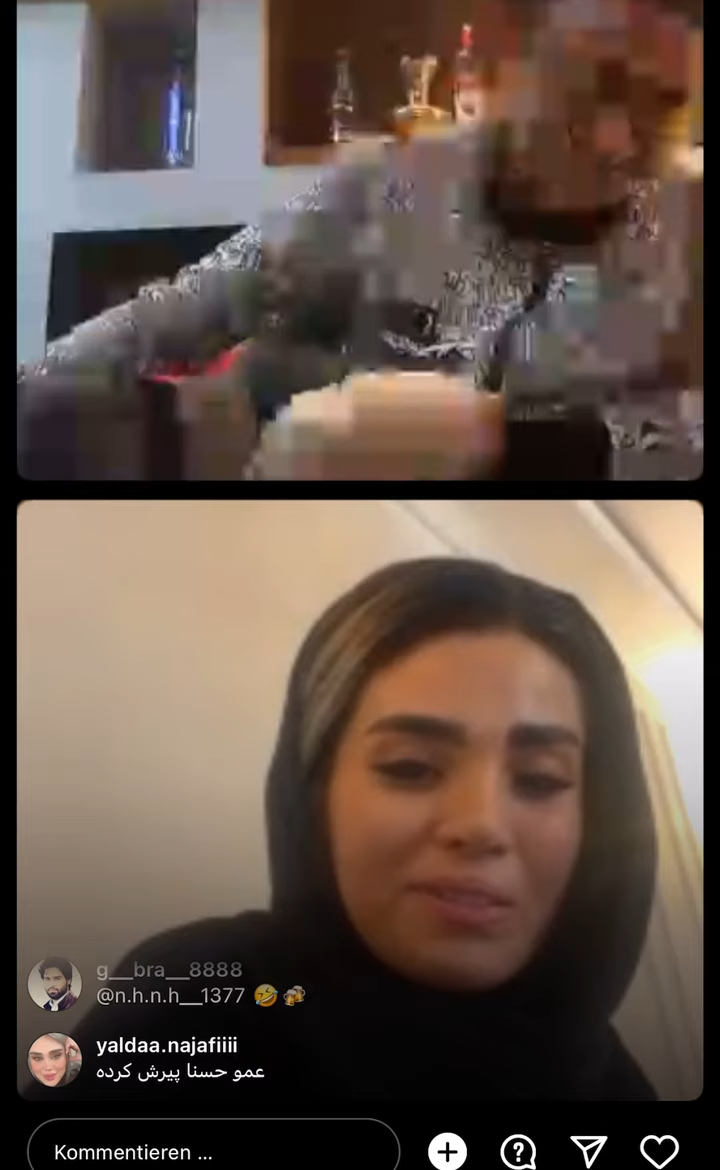 g__bra__8888
@n.h.n.h__1377 🤣🍻
yaldaa.najafiiii
عمو حسنا پیرش کرده
Kommentieren ...